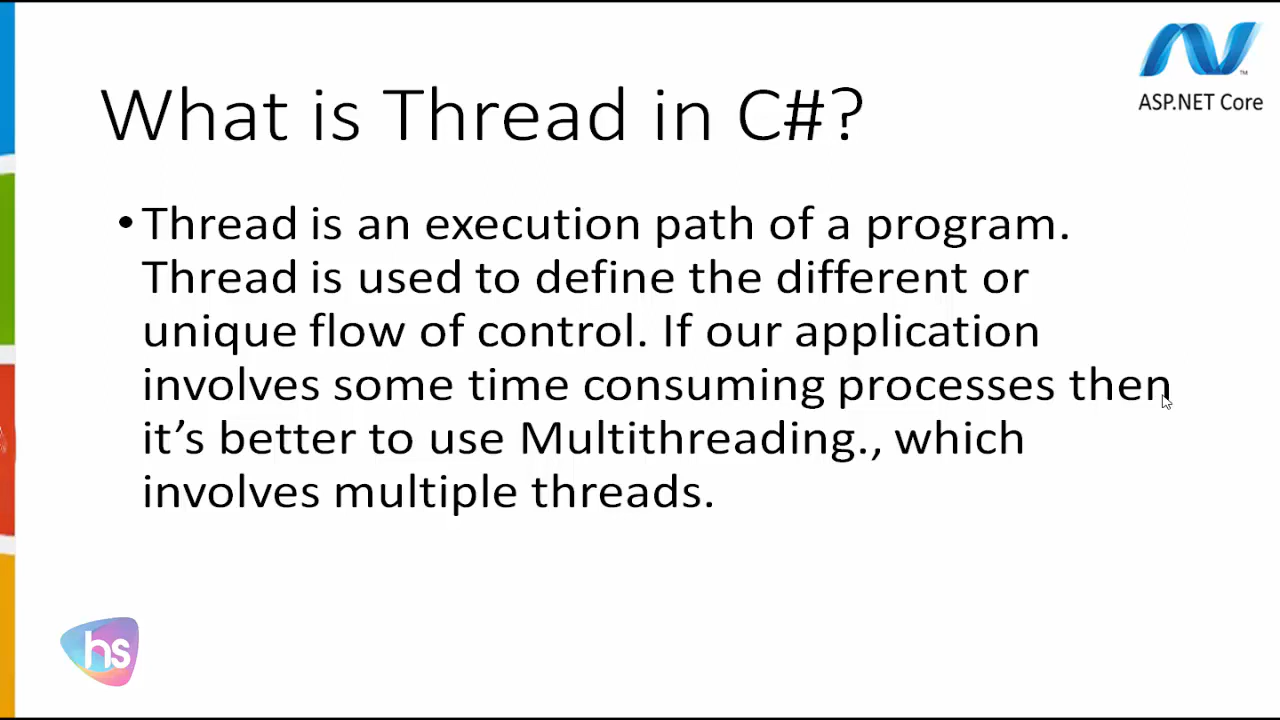 ASP.NET Core
What is Thread in C#?
• Thread is an execution path of a program.
Thread is used to define the different or
unique flow of control. If our application
involves some time consuming processes then
it’s better to use Multithreading., which
involves multiple threads.
hs